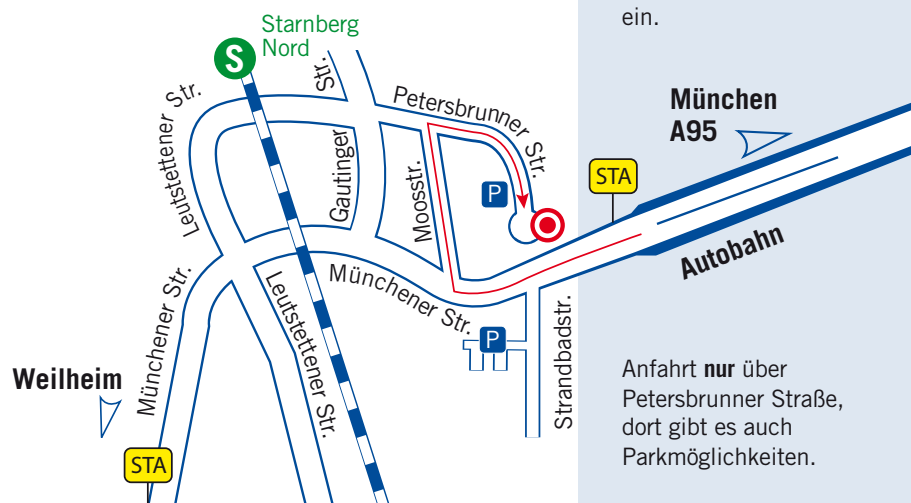 ein.
Starnberg
Nord
S
Str.
Leutstettener Str.
Petersbrunner Str.
München
A95
Gautinger
Moosstr.
P
STA
Autobahn
Münchener Str.
Münchener Str.
Leutstettener Str.
P
Strandbadstr.
Weilheim
STA
Anfahrt nur über
Petersbrunner Straße,
dort gibt es auch
Parkmöglichkeiten.